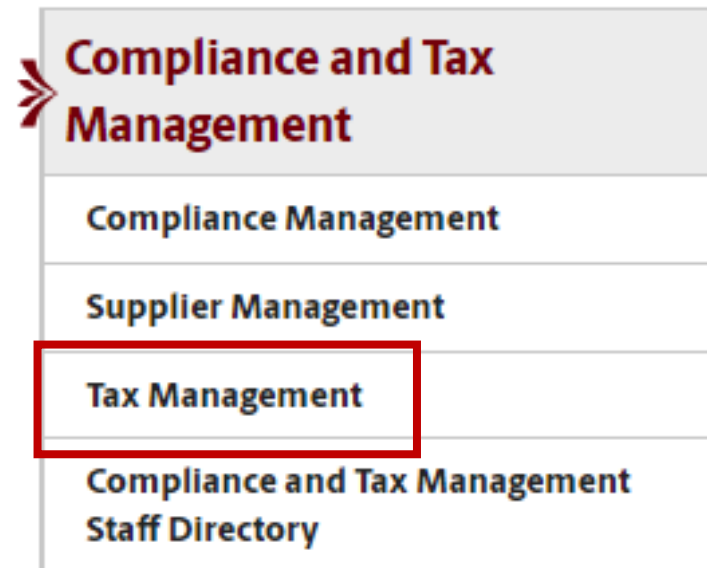 Compliance and Tax
Management
Compliance Management
Supplier Management
Tax Management
Compliance and Tax Management
Staff Directory